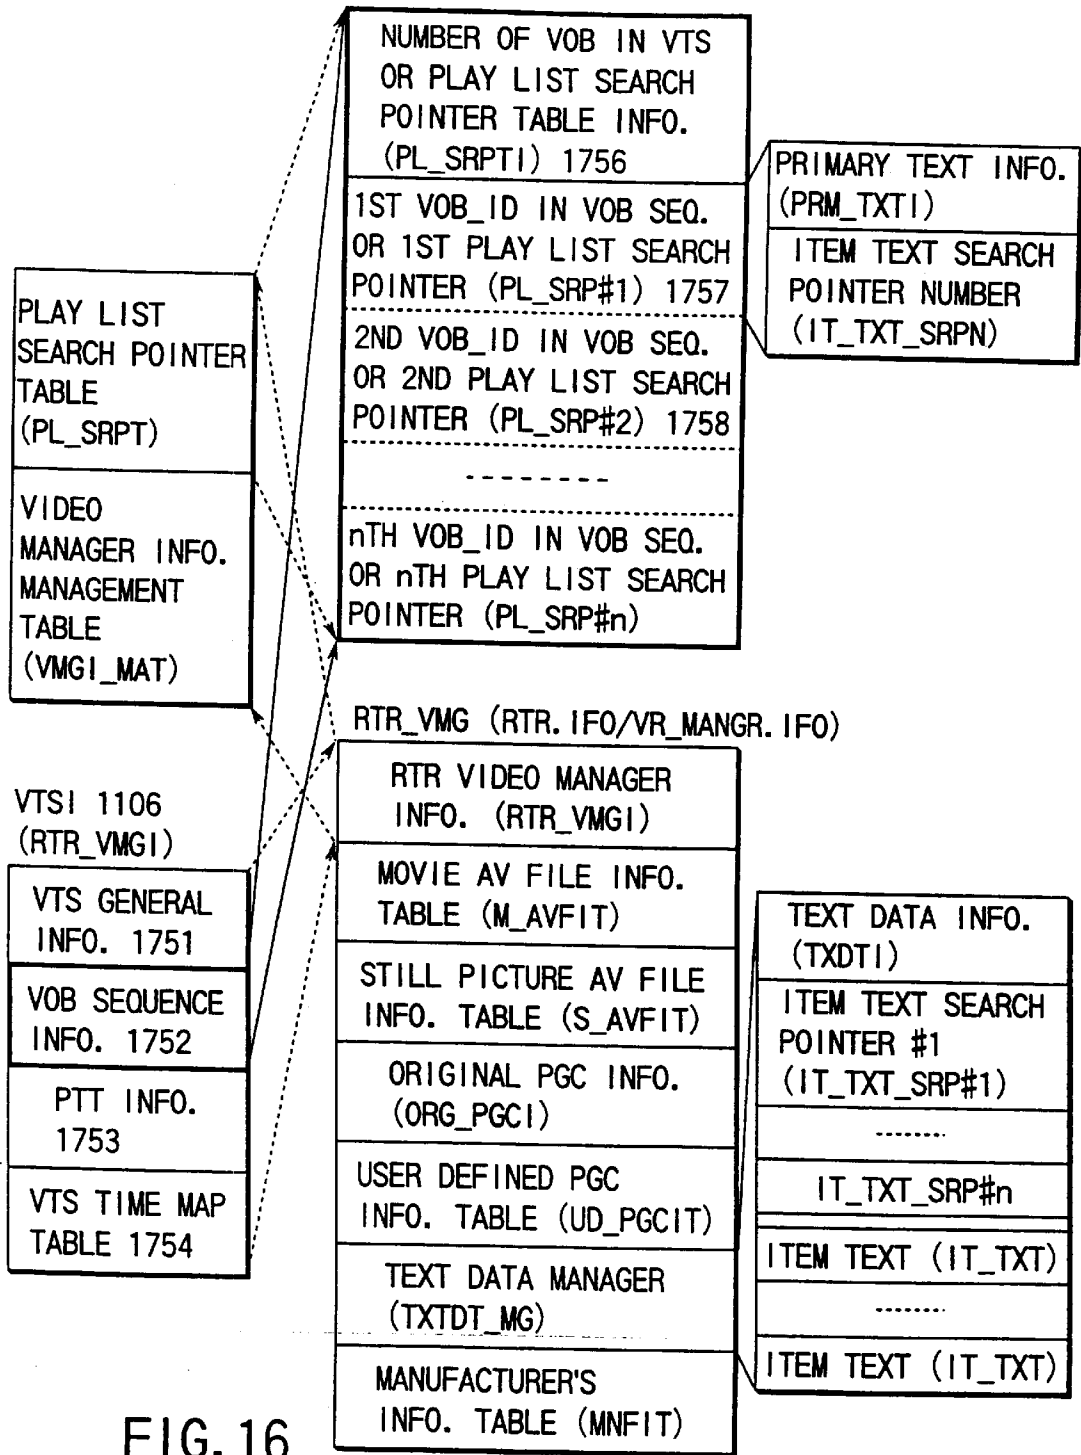 NUMBER OF VOB IN VTS
OR PLAY LIST SEARCH
POINTER TABLE INFO.
(PL_SRPTI) 1756
1ST VOB_ID IN VOB SEQ.
OR 1ST PLAY LIST SEARCH
POINTER (PL_SRP#1) 1757
2ND VOB_ID IN VOB SEQ.
OR 2ND PLAY LIST SEARCH
POINTER (PL_SRP#2) 1758
--------
nTH VOB_ID IN VOB SEQ.
OR nTH PLAY LIST SEARCH
POINTER (PL_SRP#n)
PRIMARY TEXT INFO.
(PRM_TXTI)
ITEM TEXT SEARCH
POINTER NUMBER
(IT_TXT_SRPN)
PLAY LIST
SEARCH POINTER
TABLE
(PL_SRPT)
VIDEO
MANAGER INFO.
MANAGEMENT
TABLE
(VMGI_MAT)
VTSI 1106
(RTR_VMGI)
VTS GENERAL
INFO. 1751
VOB SEQUENCE
INFO. 1752
PTT INFO.
1753
VTS TIME MAP
TABLE 1754
RTR_VMG (RTR.IFO/VR_MANGR.IFO)
RTR VIDEO MANAGER
INFO. (RTR_VMGI)
MOVIE AV FILE INFO.
TABLE (M_AVFIT)
STILL PICTURE AV FILE
INFO. TABLE (S_AVFIT)
ORIGINAL PGC INFO.
(ORG_PGCI)
USER DEFINED PGC
INFO. TABLE (UD_PGCIT)
TEXT DATA MANAGER
(TXTDT_MG)
MANUFACTURER'S
INFO. TABLE (MNFIT)
TEXT DATA INFO.
(TXDTI)
ITEM TEXT SEARCH
POINTER #1
(IT_TXT_SRP#1)
........
IT_TXT_SRP#n
ITEM TEXT (IT_TXT)
........
ITEM TEXT (IT_TXT)
FIG. 16